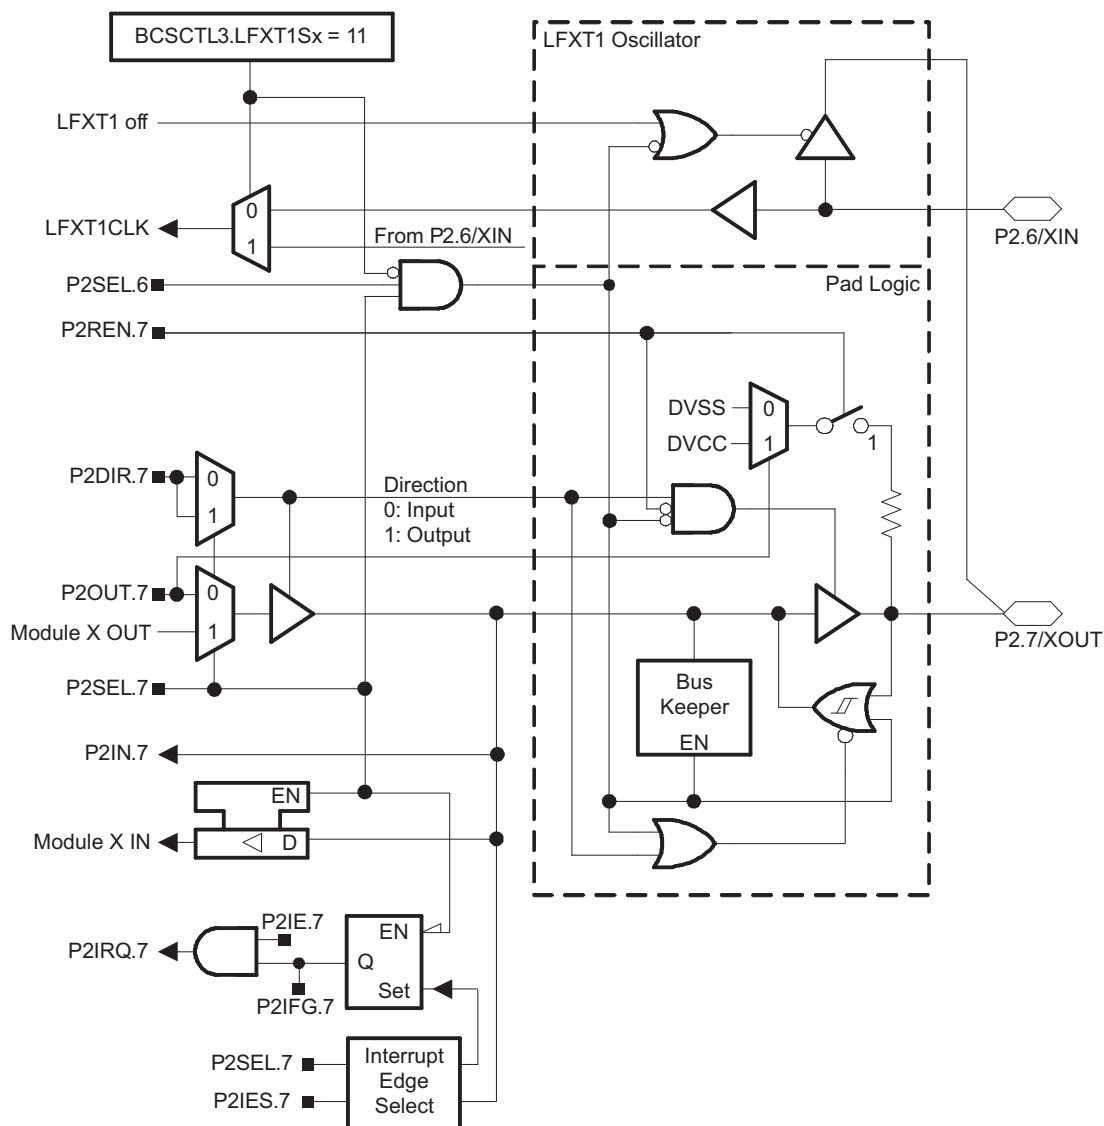 BCSCTL3.LFXT1Sx = 11
LFXT1 Oscillator
LFXT1 off
0
LFXT1CLK
1
From P2.6/XIN
P2.6/XIN
P2SEL.6
Pad Logic
P2REN.7
DVSS
0
DVCC
1
1
P2DIR.7
0
1
Direction
0: Input
1: Output
P2OUT.7
0
Module X OUT
1
P2.7/XOUT
P2SEL.7
Bus
Keeper
EN
P2IN.7
EN
Module X IN
D
P2IE.7
EN
P2IRQ.7
Q
Set
P2IFG.7
P2SEL.7
P2IES.7
Interrupt
Edge
Select